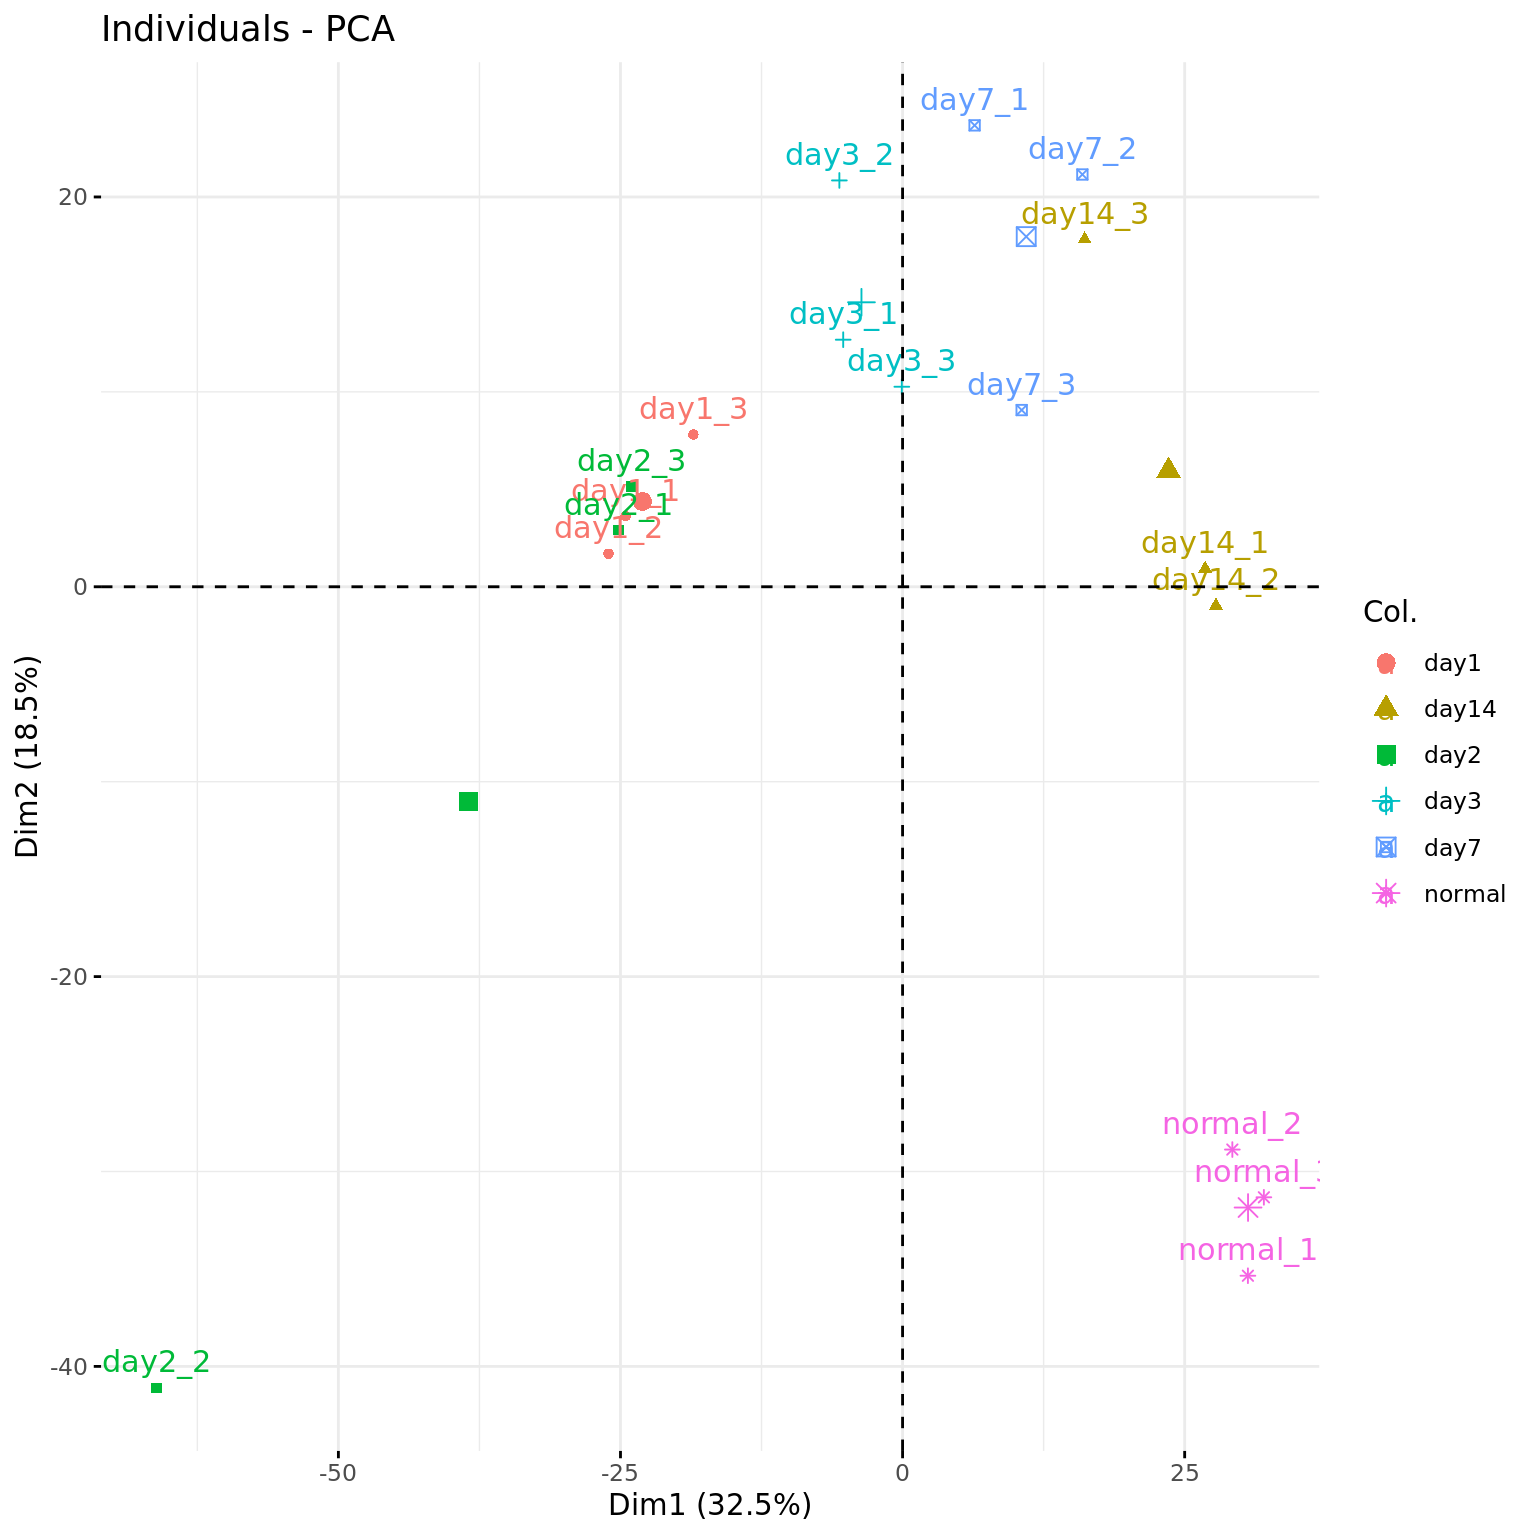 Individuals - PCA
day7_1
day3_2
day7_2
20
day14_3
day3_1
day3_3
day7_3
day1_3
day2_3
day1_1
day2_1
day1_2
day14_1
day14_2
0
Dim2 (18.5%)
Col.
a day1
a day14
a day2
a day3
a day7
a normal
-20
normal_2
normal_3
normal_1
-40
day2_2
-50
-25
0
25
Dim1 (32.5%)